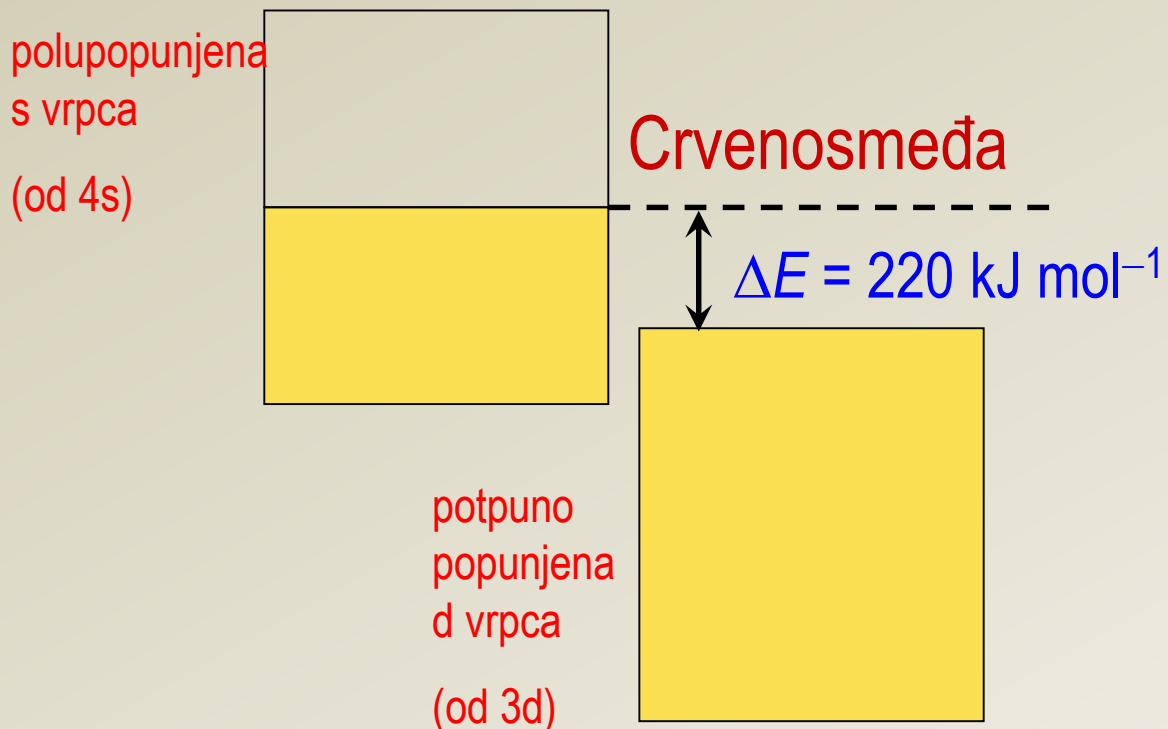 polupopunjena
s vrpca
(od 4s)
Crvenosmeđa
ΔE = 220 kJ mol⁻¹
potpuno
popunjena
d vrpca
(od 3d)